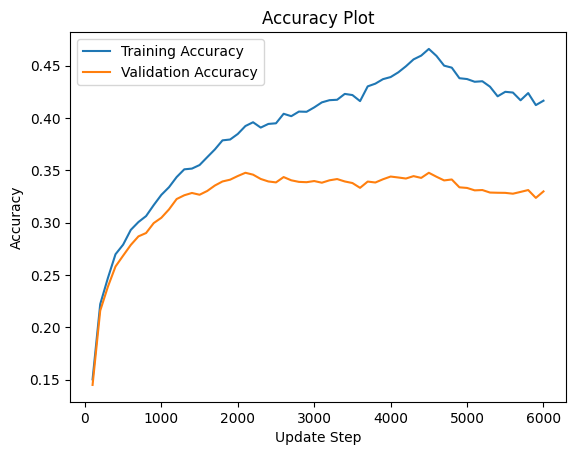 Accuracy Plot
Training Accuracy
Validation Accuracy
0.45
0.40
0.35
0.30
0.25
0.20
0.15
Accuracy
0
1000
2000
3000
4000
5000
6000
Update Step